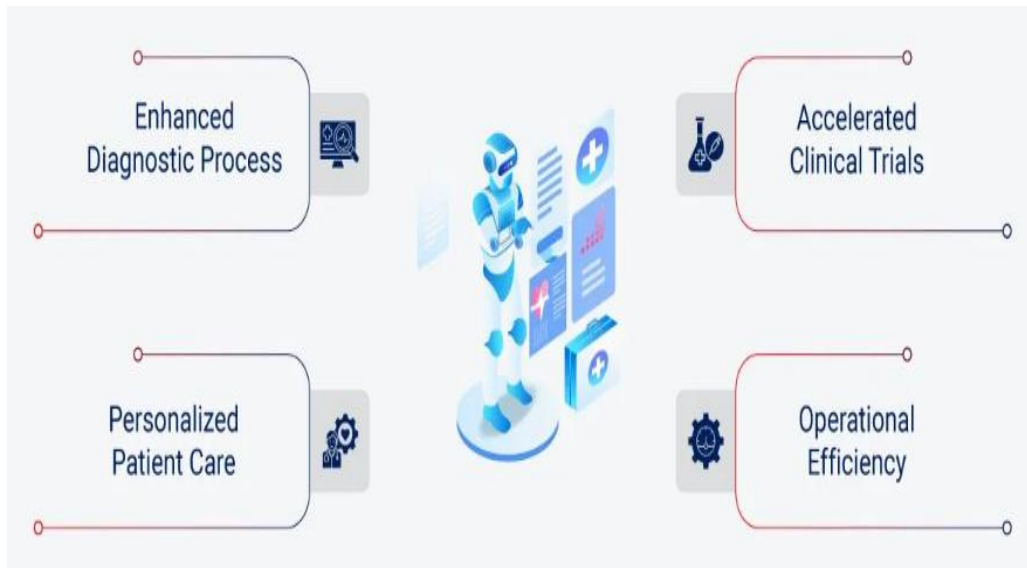 Enhanced
Diagnostic Process
Accelerated
Clinical Trials
Personalized
Patient Care
Operational
Efficiency